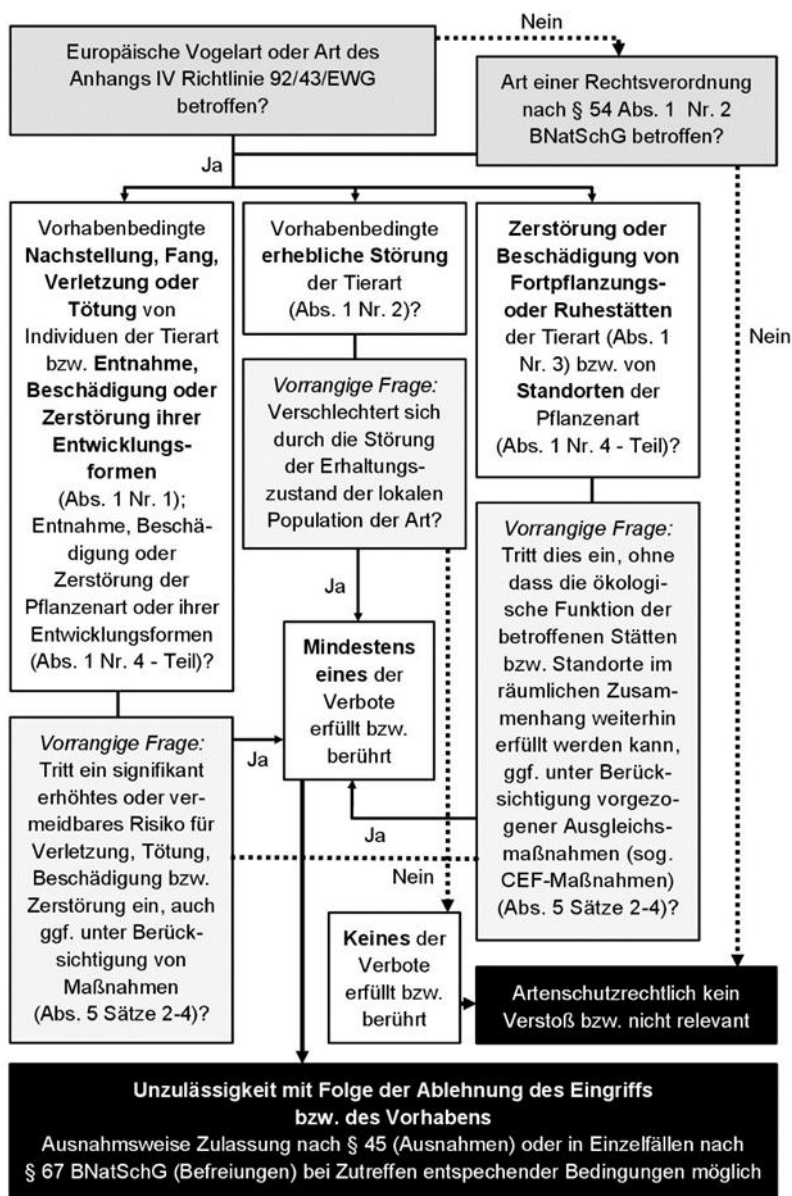 Nein
Europäische Vogelart oder Art des
Anhangs IV Richtlinie 92/43/EWG
betroffen?
Art einer Rechtsverordnung
nach § 54 Abs. 1 Nr. 2
BNatSchG betroffen?
Ja
Vorhabenbedingte
Nachstellung, Fang,
Verletzung oder
Tötung von
Individuen der Tierart
bzw. Entnahme,
Beschädigung oder
Zerstörung ihrer
Entwicklungs-
formen
(Abs. 1 Nr. 1);
Entnahme, Beschä-
digung oder
Zerstörung der
Pflanzenart oder ihrer
Entwicklungsformen
(Abs. 1 Nr. 4 - Teil)?
Vorhabenbedingte
erhebliche Störung
der Tierart
(Abs. 1 Nr. 2)?
Zerstörung oder
Beschädigung von
Fortpflanzungs-
oder Ruhestätten
der Tierart (Abs. 1
Nr. 3) bzw. von
Standorten der
Pflanzenart
(Abs. 1 Nr. 4 - Teil)?
Nein
Vorrangige Frage:
Verschlechtert sich
durch die Störung
der Erhaltungs-
zustand der lokalen
Population der Art?
Ja
Vorrangige Frage:
Tritt dies ein, ohne
dass die ökologi-
sche Funktion der
betroffenen Stätten
bzw. Standorte im
räumlichen Zusam-
menhang weiterhin
erfüllt werden kann,
ggf. unter Berück-
sichtigung vorgezo-
gener Ausgleichs-
maßnahmen (sog.
CEF-Maßnahmen)
(Abs. 5 Sätze 2-4)?
Mindestens
eines der
Verbote
erfüllt bzw.
berührt
Vorrangige Frage:
Tritt ein signifikant
erhöhtes oder ver-
meidbares Risiko für
Verletzung, Tötung,
Beschädigung bzw.
Zerstörung ein, auch
ggf. unter Berück-
sichtigung von
Maßnahmen
(Abs. 5 Sätze 2-4)?
Ja
Ja
Nein
Keines der
Verbote
erfüllt bzw.
berührt
Artenschutzrechtlich kein
Verstoß bzw. nicht relevant
Unzulässigkeit mit Folge der Ablehnung des Eingriffs
bzw. des Vorhabens
Ausnahmsweise Zulassung nach § 45 (Ausnahmen) oder in Einzelfällen nach
§ 67 BNatSchG (Befreiungen) bei Zutreffen entspechender Bedingungen möglich